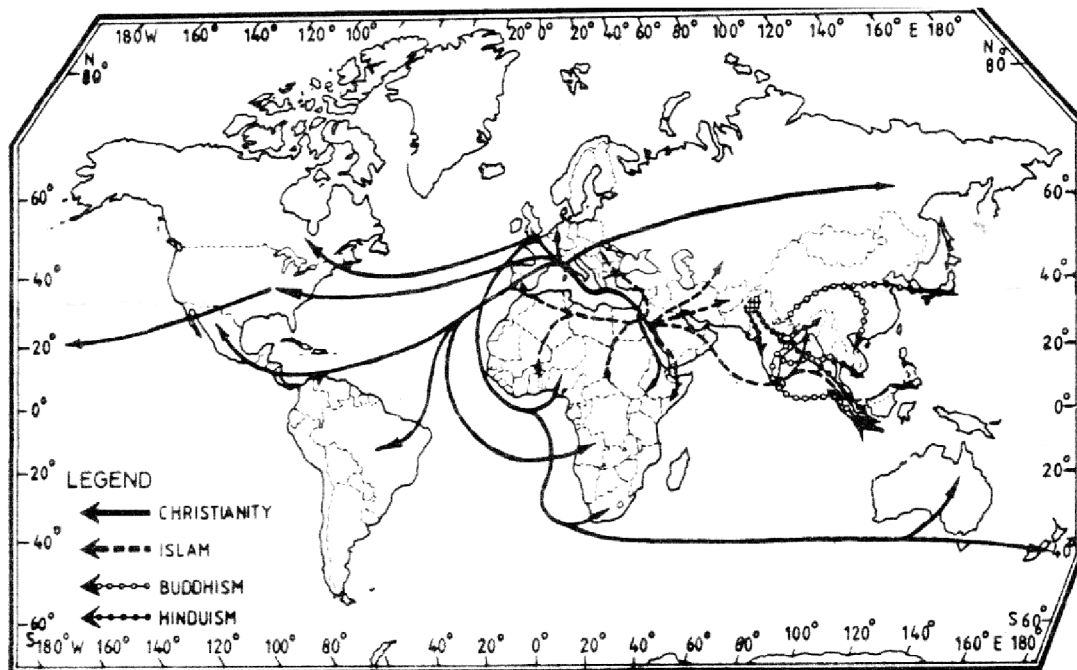 180°W 160° 140° 120° 100° 20° 0° 20° 40° 60° 80° 100° 120° 140° 160° E 180°
N 80° N 80
60° 60°
40° 40°
20° 20
0° 0°
20° 20°
40° 40°
60° 60°
S S
LEGEND
CHRISTIANITY
ISLAM
BUDDHISM
HINDUISM
180°W 160° 140° 120° 100° 80° 40° 20° 0° 20° 40° 60° 80° 100° 120° 140° 160°E 180°